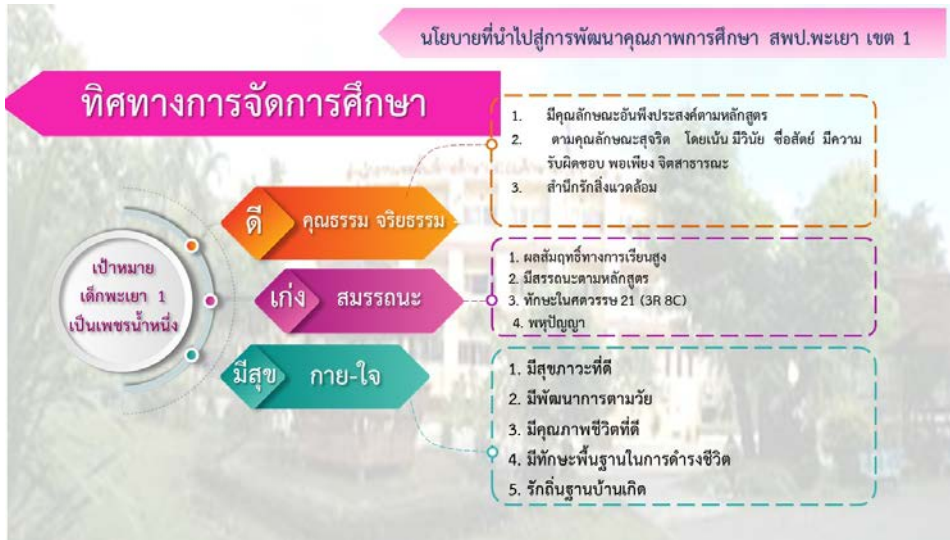 นโยบายที่นำไปสู่การพัฒนาคุณภาพการศึกษา สพป.พะเยา เขต 1
ทิศทางการจัดการศึกษา
เป้าหมาย
เด็กพะเยา 1
เป็นเพชรน้ำหนึ่ง
ดี คุณธรรม จริยธรรม
1. มีคุณลักษณะอันพึงประสงค์ตามหลักสูตร
2. ตามคุณลักษณะสุจริต โดยเน้น มีวินัย ซื่อสัตย์ มีความ
รับผิดชอบ พอเพียง จิตสาธารณะ
3. สำนึกรักสิ่งแวดล้อม
เก่ง สมรรถนะ
1. ผลสัมฤทธิ์ทางการเรียนสูง
2. มีสรรถนะตามหลักสูตร
3. ทักษะในศตวรรษ 21 (3R 8C)
4. พหุปัญญา
มีสุข กาย-ใจ
1. มีสุขภาวะที่ดี
2. มีพัฒนาการตามวัย
3. มีคุณภาพชีวิตที่ดี
4. มีทักษะพื้นฐานในการดำรงชีวิต
5. รักถิ่นฐานบ้านเกิด